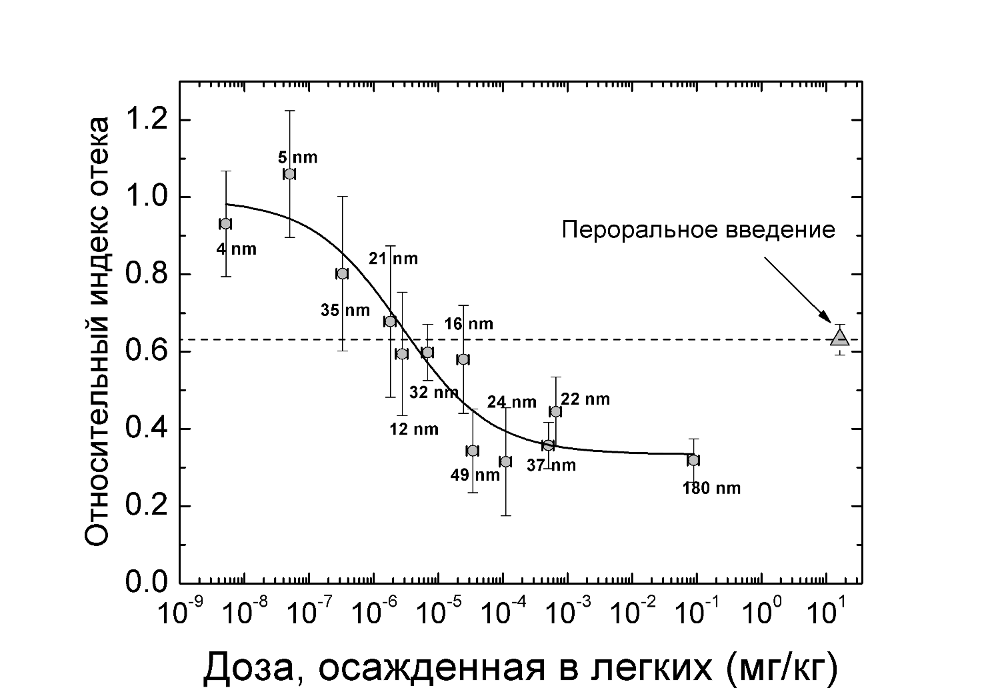 Относительный индекс отека
1.2
1.0
0.8
0.6
0.4
0.2
0.0
5 nm
4 nm
21 nm
35 nm
16 nm
32 nm
24 nm
22 nm
12 nm
37 nm
49 nm
180 nm
Пероральное введение
10⁻⁹ 10⁻⁸ 10⁻⁷ 10⁻⁶ 10⁻⁵ 10⁻⁴ 10⁻³ 10⁻² 10⁻¹ 10⁰ 10¹
Доза, осажденная в легких (мг/кг)